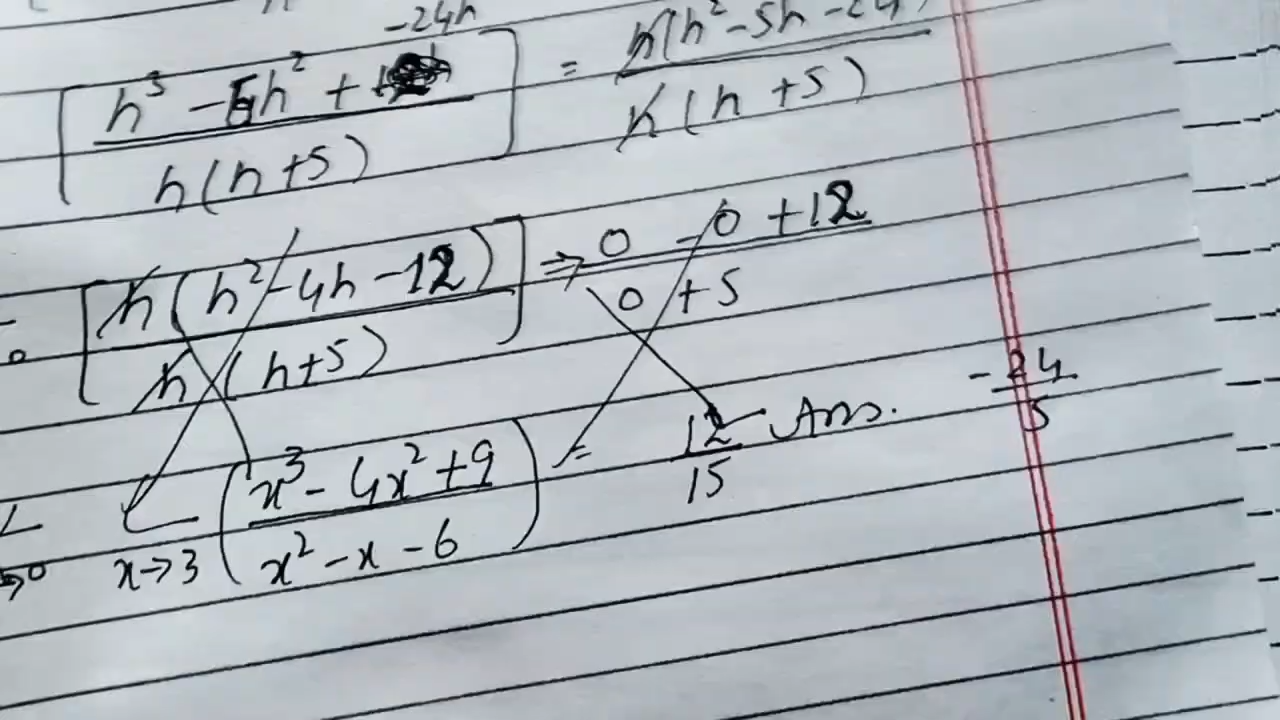 -24h
[h³ - 5h² + / h(h+5)] = h(h² - 5h - 24) / h(h+5)
[h(h² - 4h - 12) / h(h+5)] ⇒ 0 - 0 + 12 / 0 + 5
-24/5
L x→3 (x³ - 4x² + 9 / x² - x - 6) = 12/15 Ans.